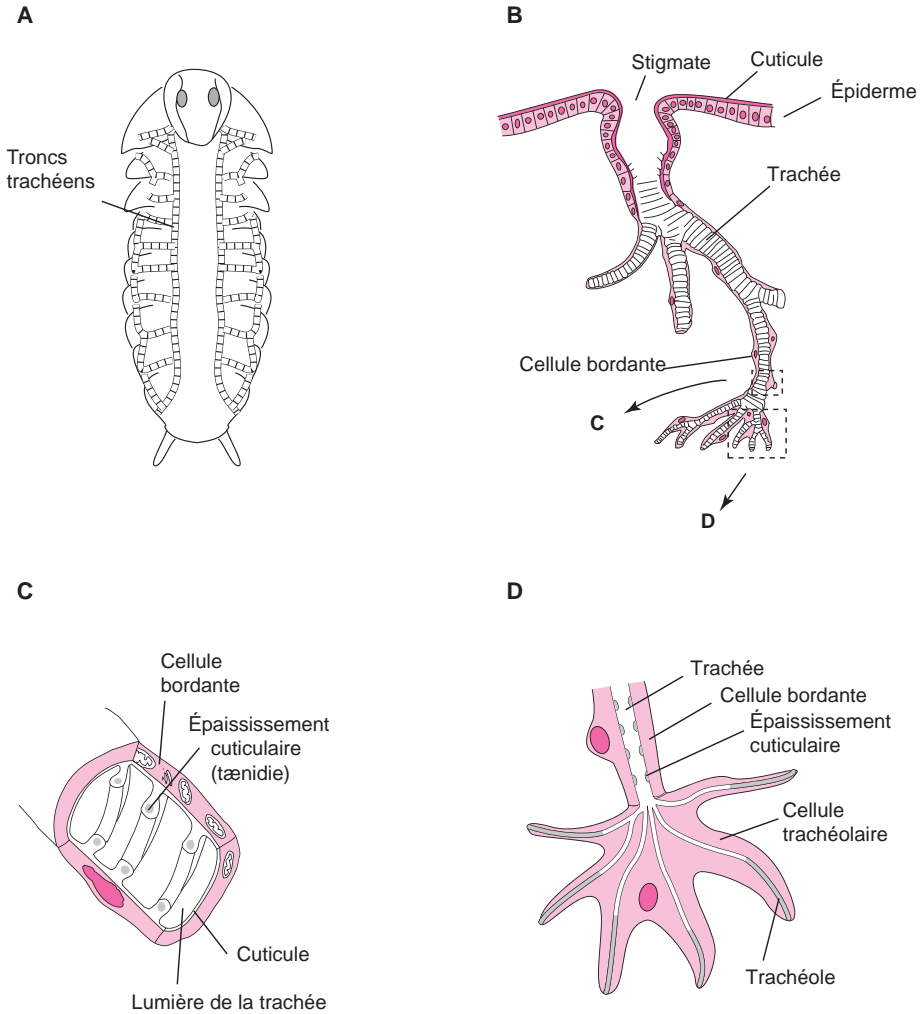 A
Troncs
trachéens
B
Stigmate
Cuticule
Épiderme
Trachée
Cellule bordante
C
D
C
Cellule
bordante
Épaississement
cuticulaire
(tænidie)
Cuticule
Lumière de la trachée
D
Trachée
Cellule bordante
Épaississement
cuticulaire
Cellule
trachéolaire
Trachéole